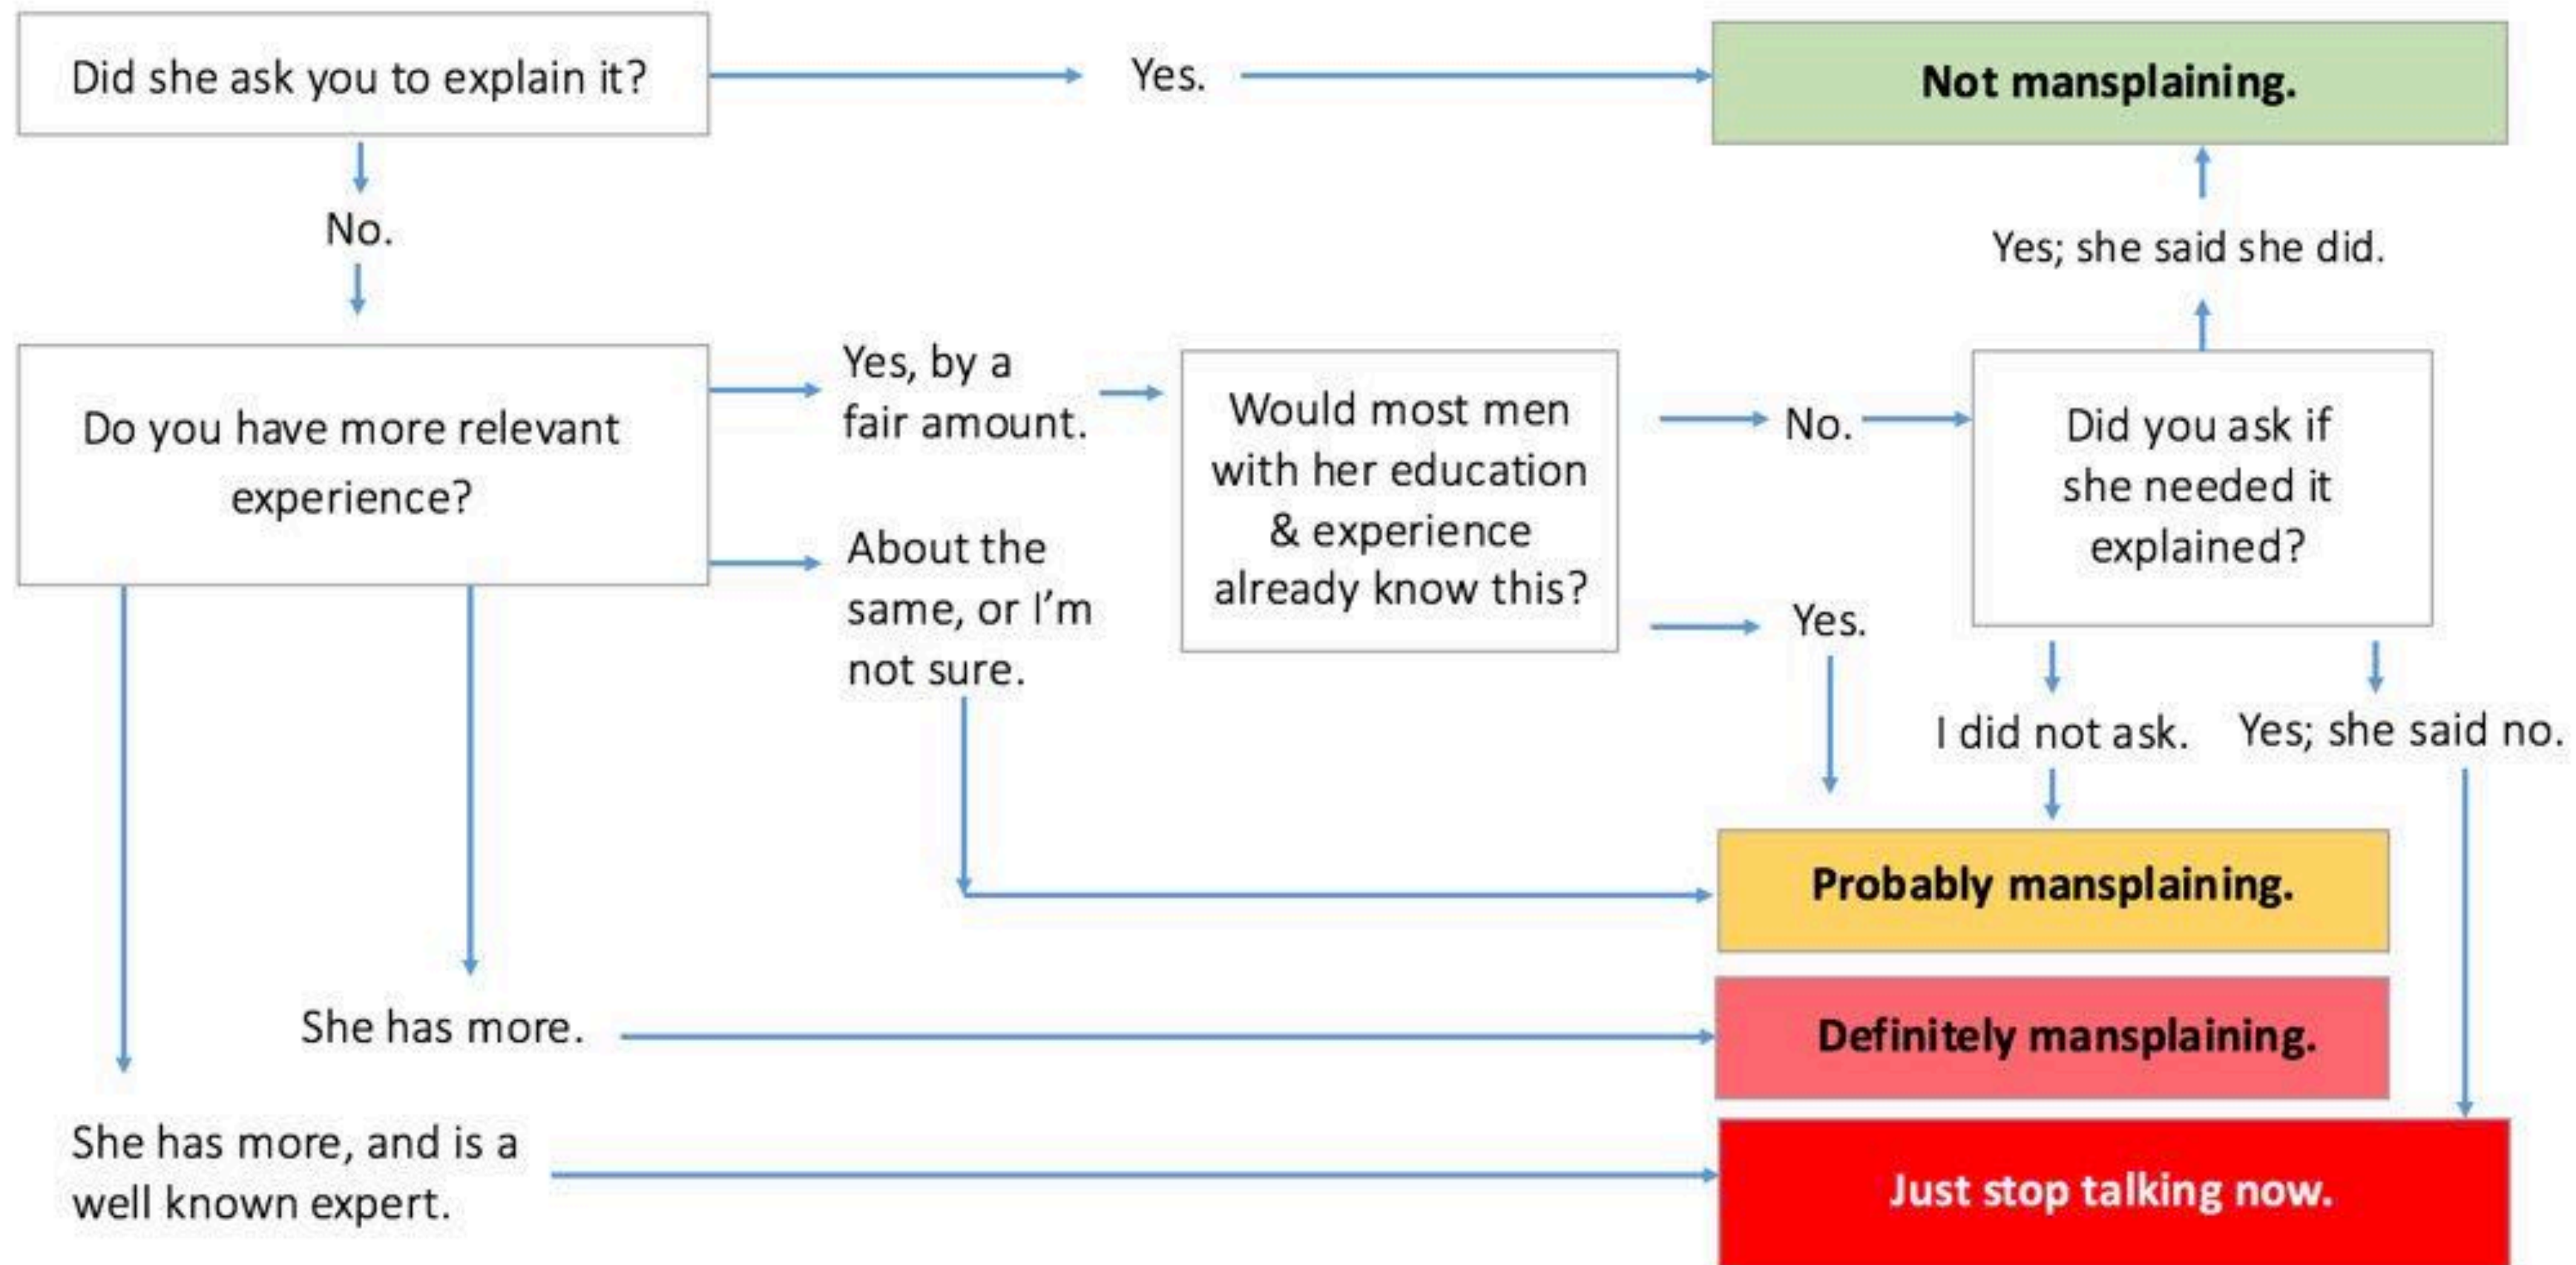 Did she ask you to explain it?
Yes.
Not mansplaining.
No.
Yes; she said she did.
Do you have more relevant
experience?
Yes, by a
fair amount.
About the
same, or I'm
not sure.
Would most men
with her education
& experience
already know this?
No.
Yes.
Did you ask if
she needed it
explained?
I did not ask.
Yes; she said no.
Probably mansplaining.
She has more.
Definitely mansplaining.
She has more, and is a
well known expert.
Just stop talking now.